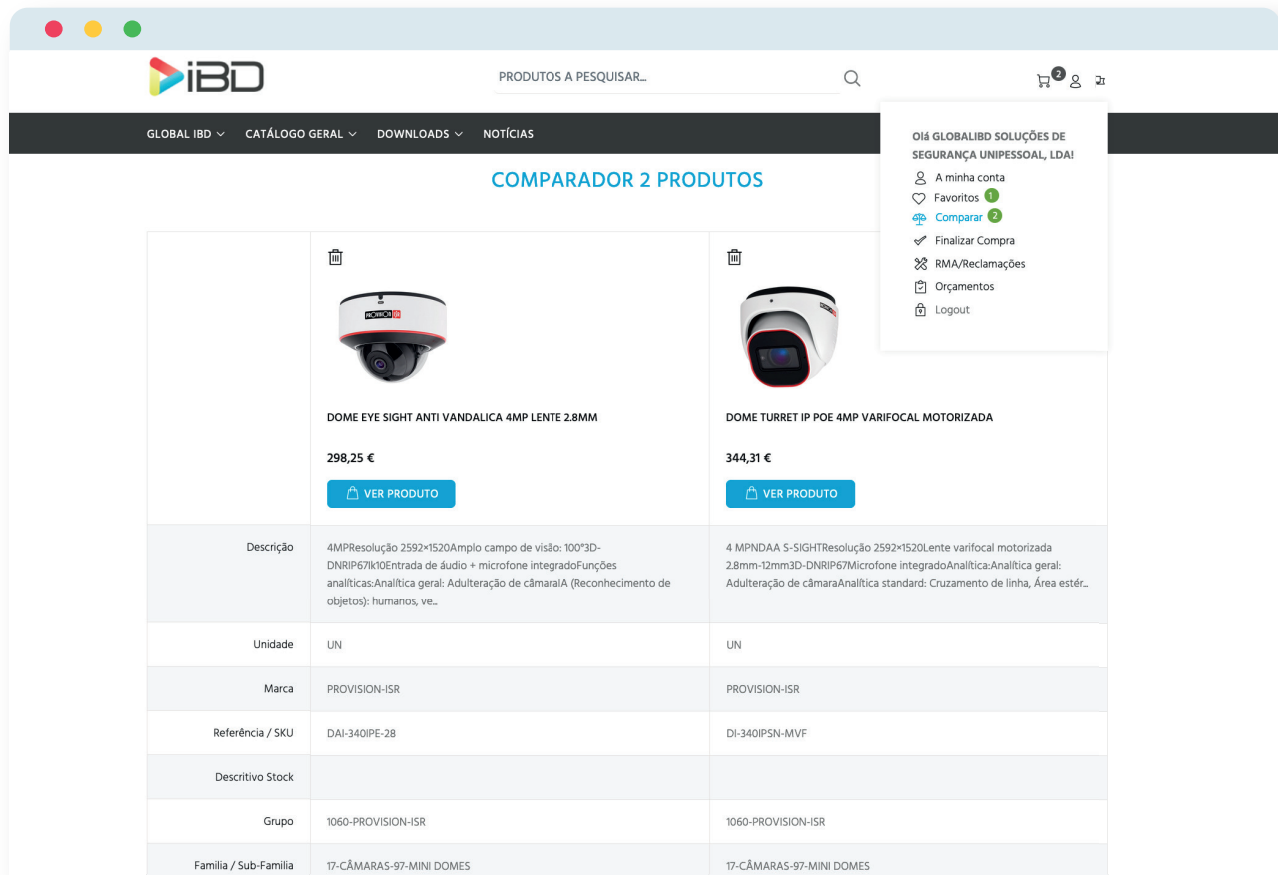 iBD
PRODUTOS A PESQUISAR...
2
GLOBAL IBD
CATÁLOGO GERAL
DOWNLOADS
NOTÍCIAS
Olá GLOBALIBD SOLUÇÕES DE
SEGURANÇA UNIPESSOAL, LDA!
A minha conta
Favoritos 1
Comparar 2
Finalizar Compra
RMA/Reclamações
Orçamentos
Logout
COMPARADOR 2 PRODUTOS
PROVISION ISR
DOME EYE SIGHT ANTI VANDALICA 4MP LENTE 2.8MM
DOME TURRET IP POE 4MP VARIFOCAL MOTORIZADA
298,25 €
344,31 €
VER PRODUTO
VER PRODUTO
Descrição
4MPResolução 2592×1520Amplo campo de visão: 100°3D-
DNRIP67Ik10Entrada de áudio + microfone integradoFunções
analíticas:Analítica geral: Adulteração de câmaraIA (Reconhecimento de
objetos): humanos, ve...
4 MPNDAA S-SIGHTResolução 2592×1520Lente varifocal motorizada
2.8mm-12mm3D-DNRIP67Microfone integradoAnalítica:Analítica geral:
Adulteração de câmaraAnalítica standard: Cruzamento de linha, Área estér...
Unidade
UN
UN
Marca
PROVISION-ISR
PROVISION-ISR
Referência / SKU
DAI-340IPE-28
DI-340IPSN-MVF
Descritivo Stock
Grupo
1060-PROVISION-ISR
1060-PROVISION-ISR
Familia / Sub-Familia
17-CÂMARAS-97-MINI DOMES
17-CÂMARAS-97-MINI DOMES